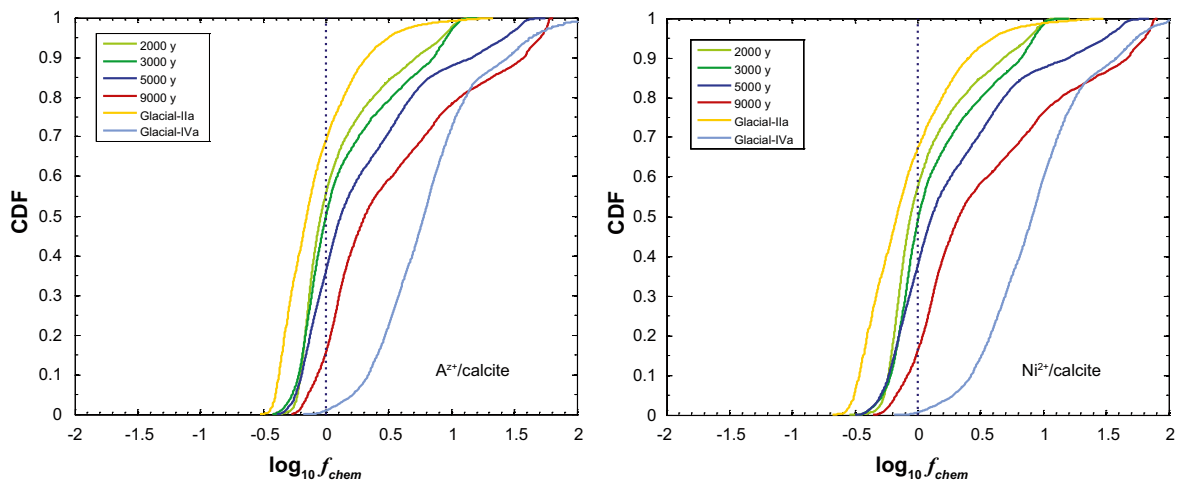 1
0.9
0.8
0.7
0.6
0.5
0.4
0.3
0.2
0.1
0
CDF
2000 y
3000 y
5000 y
9000 y
Glacial-IIa
Glacial-IVa
Aᶻ⁺/calcite
-2 -1.5 -1 -0.5 0 0.5 1 1.5 2
log₁₀ f_chem
1
0.9
0.8
0.7
0.6
0.5
0.4
0.3
0.2
0.1
0
CDF
2000 y
3000 y
5000 y
9000 y
Glacial-IIa
Glacial-IVa
Ni²⁺/calcite
-2 -1.5 -1 -0.5 0 0.5 1 1.5 2
log₁₀ f_chem